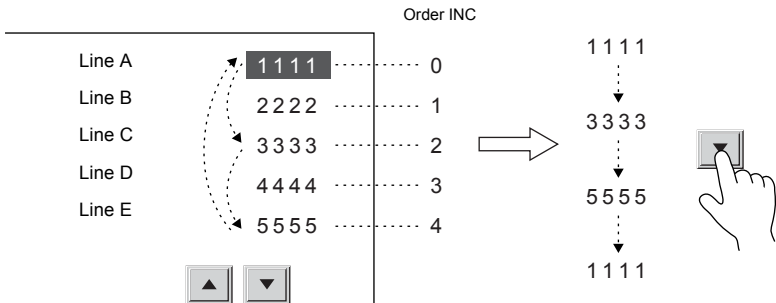 Order INC
Line A 1111 0
Line B 2222 1
Line C 3333 2
Line D 4444 3
Line E 5555 4
1111
3333
5555
1111